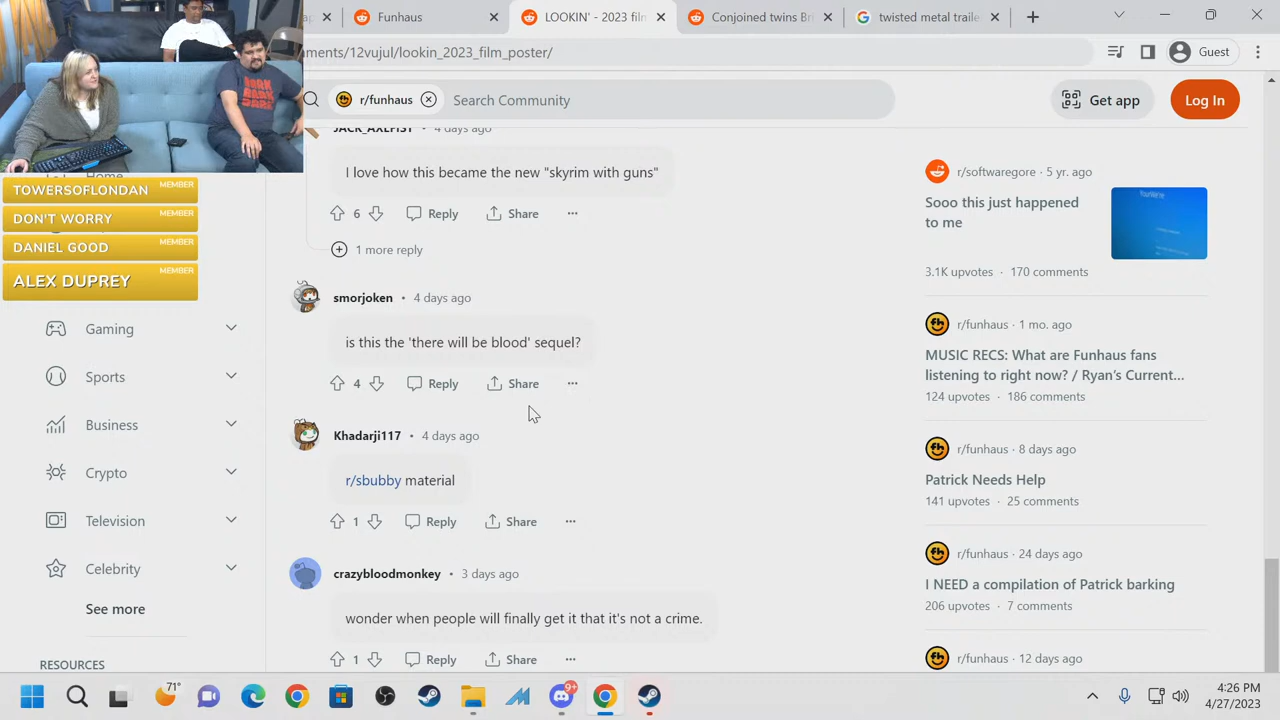 Funhaus
LOOKIN' - 2023 film
Conjoined twins Br
twisted metal traile
ments/12vujul/lookin_2023_film_poster/
Guest
r/funhaus
Search Community
Get app
Log In
JACK_AXEFIST 4 days ago
I love how this became the new "skyrim with guns"
6 Reply Share ...
1 more reply
smorjoken • 4 days ago
is this the 'there will be blood' sequel?
4 Reply Share ...
Khadarji117 • 4 days ago
r/sbubby material
1 Reply Share ...
crazybloodmonkey • 3 days ago
wonder when people will finally get it that it's not a crime.
1 Reply Share ...
BORK
BORK
BORK
Home
TOWERSOFLONDAN MEMBER
DON'T WORRY MEMBER
DANIEL GOOD MEMBER
ALEX DUPREY MEMBER
Gaming
Sports
Business
Crypto
Television
Celebrity
See more
RESOURCES
r/softwaregore · 5 yr. ago
Sooo this just happened
to me
3.1K upvotes · 170 comments
r/funhaus · 1 mo. ago
MUSIC RECS: What are Funhaus fans
listening to right now? / Ryan's Current...
124 upvotes · 186 comments
r/funhaus · 8 days ago
Patrick Needs Help
141 upvotes · 25 comments
r/funhaus · 24 days ago
I NEED a compilation of Patrick barking
206 upvotes · 7 comments
r/funhaus · 12 days ago
71°
9+
4:26 PM
4/27/2023